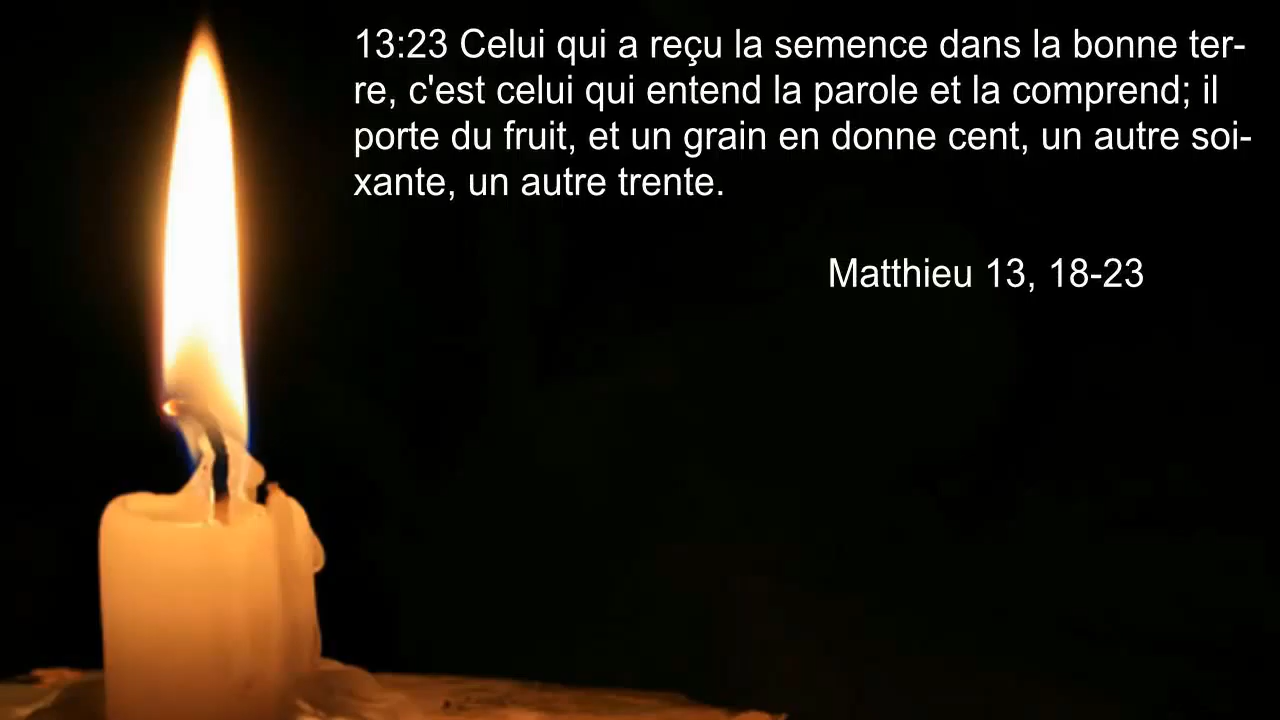 13:23 Celui qui a reçu la semence dans la bonne ter-
re, c'est celui qui entend la parole et la comprend; il
porte du fruit, et un grain en donne cent, un autre soi-
xante, un autre trente.
Matthieu 13, 18-23